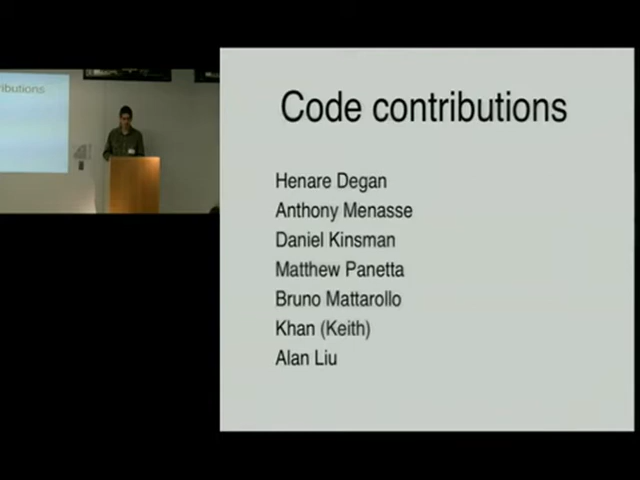 ributions
Code contributions
Henare Degan
Anthony Menasse
Daniel Kinsman
Matthew Panetta
Bruno Mattarollo
Khan (Keith)
Alan Liu